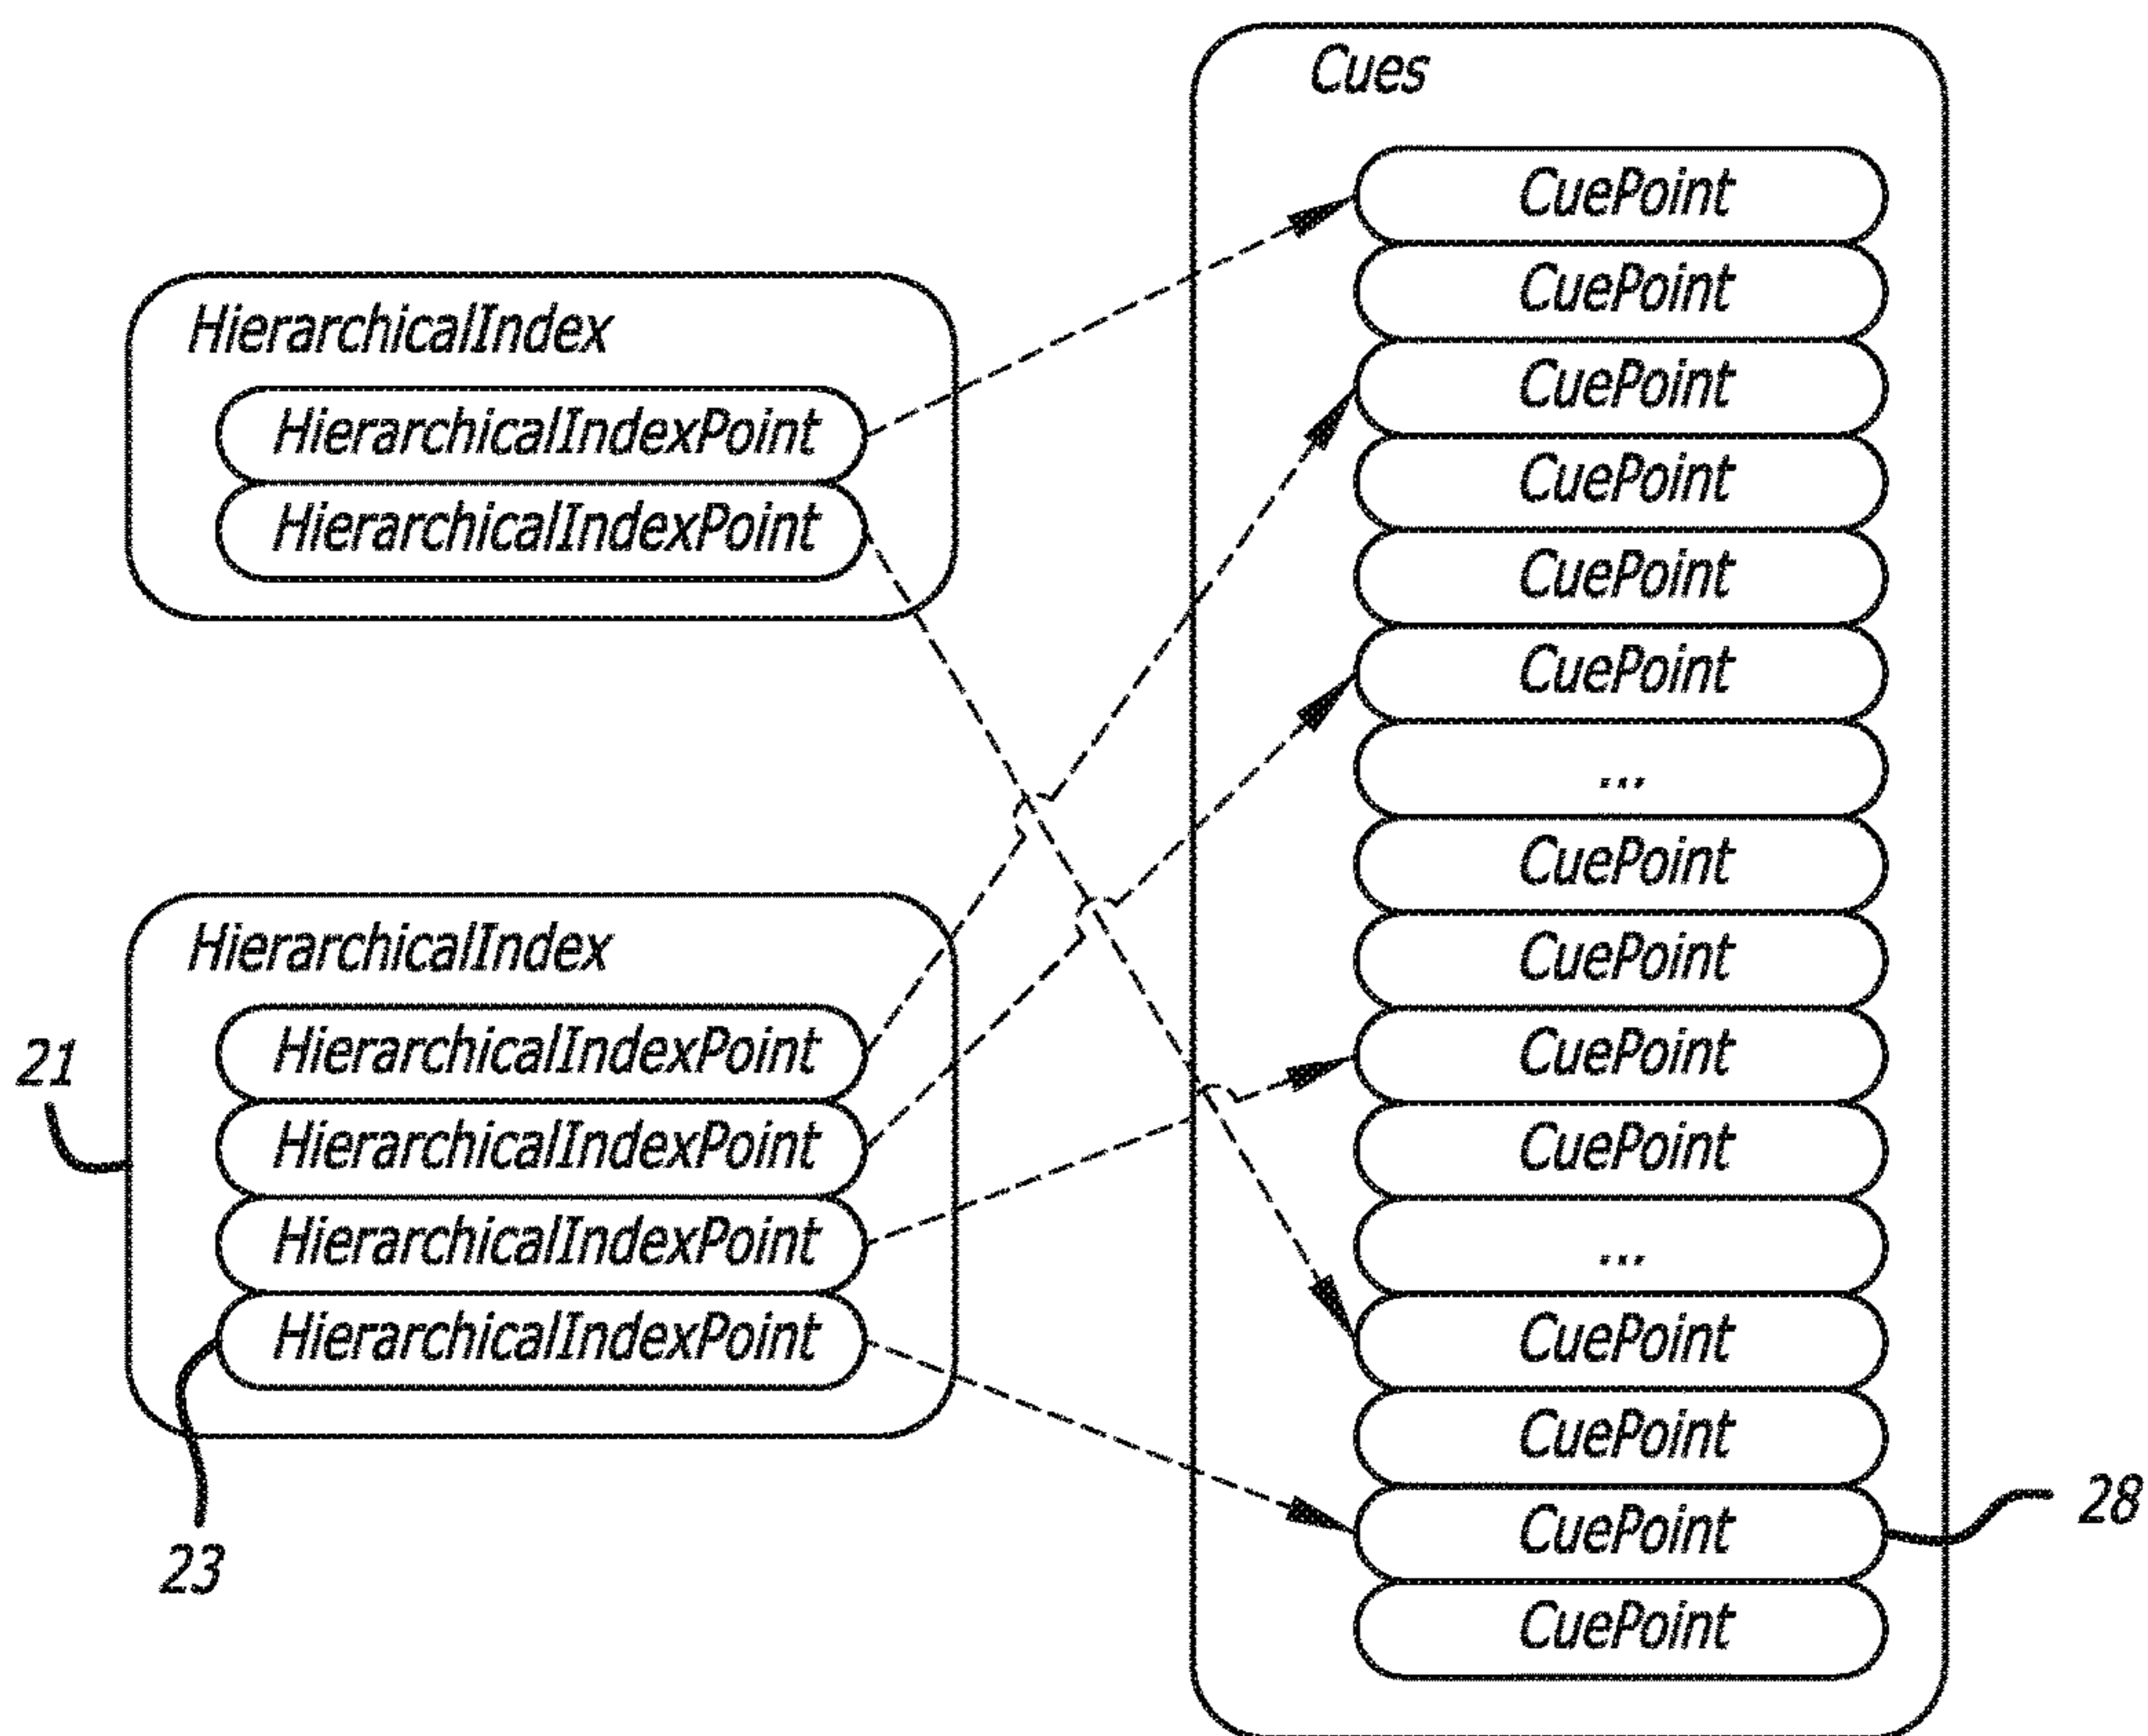 HierarchicalIndex
HierarchicalIndexPoint
HierarchicalIndexPoint
HierarchicalIndex
HierarchicalIndexPoint
HierarchicalIndexPoint
HierarchicalIndexPoint
HierarchicalIndexPoint
21
23
Cues
CuePoint
CuePoint
CuePoint
CuePoint
CuePoint
CuePoint
...
CuePoint
CuePoint
CuePoint
CuePoint
...
CuePoint
CuePoint
CuePoint
CuePoint
28